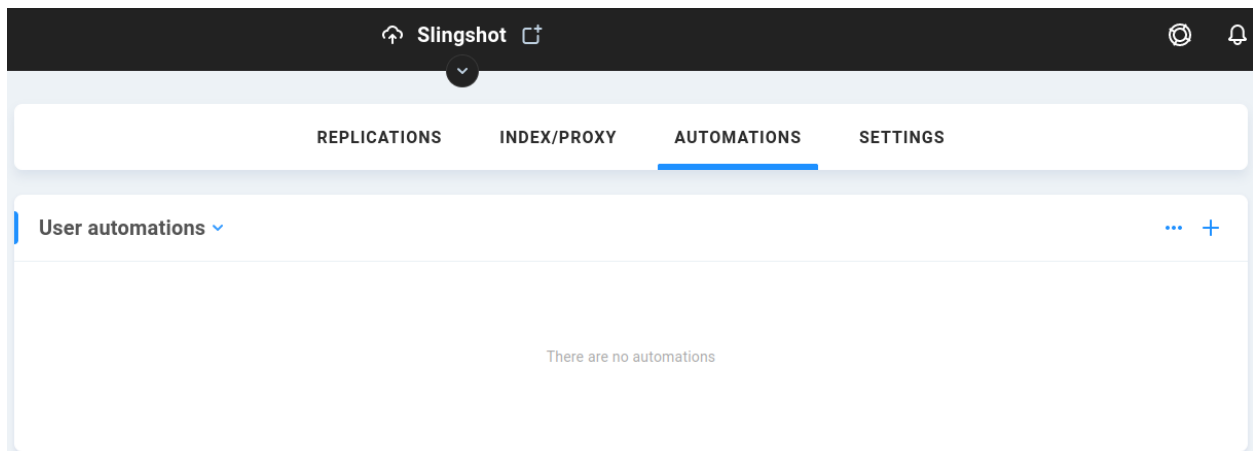 Slingshot
REPLICATIONS INDEX/PROXY AUTOMATIONS SETTINGS
User automations
There are no automations